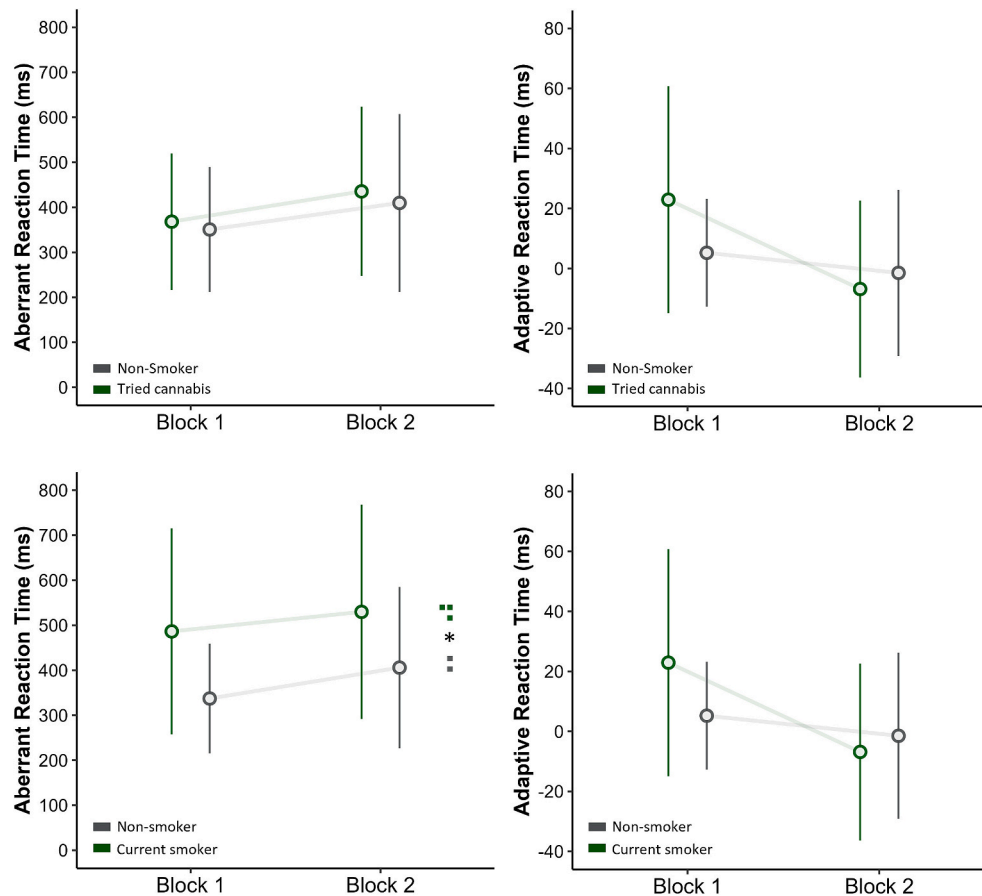 Aberrant Reaction Time (ms)
800
700
600
500
400
300
200
100
0
Non-Smoker
Tried cannabis
Block 1 Block 2
Adaptive Reaction Time (ms)
80
60
40
20
0
-20
-40
Non-Smoker
Tried cannabis
Block 1 Block 2
Aberrant Reaction Time (ms)
800
700
600
500
400
300
200
100
0
*
Non-smoker
Current smoker
Block 1 Block 2
Adaptive Reaction Time (ms)
80
60
40
20
0
-20
-40
Non-smoker
Current smoker
Block 1 Block 2